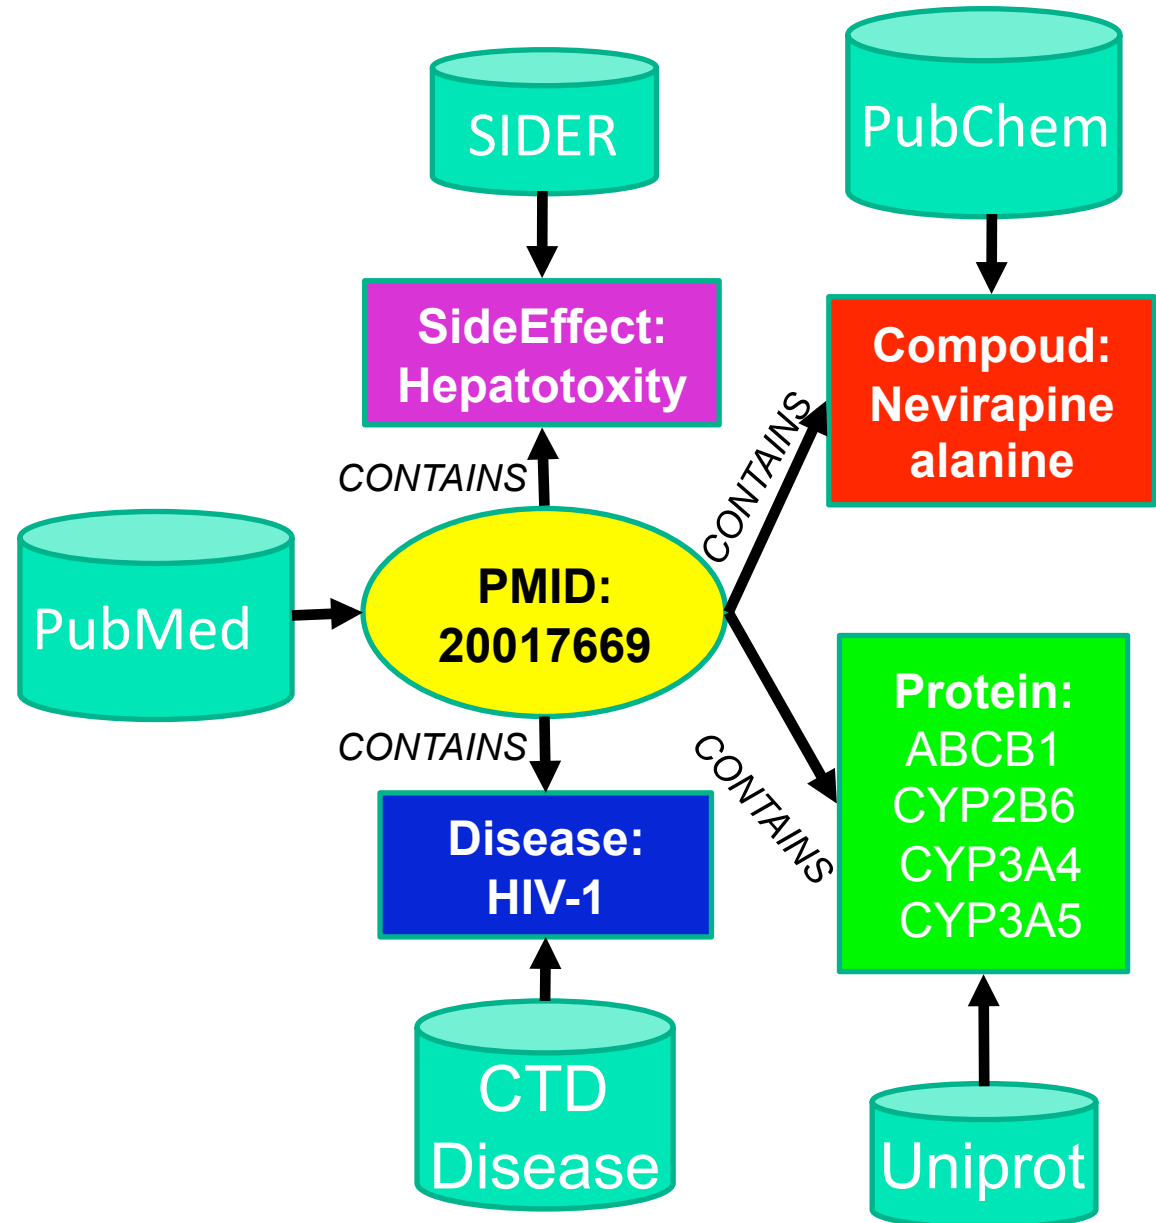 SIDER
PubChem
SideEffect:
Hepatotoxity
Compoud:
Nevirapine
alanine
CONTAINS
CONTAINS
PubMed
PMID:
20017669
CONTAINS
CONTAINS
Protein:
ABCB1
CYP2B6
CYP3A4
CYP3A5
Disease:
HIV-1
CTD
Disease
Uniprot